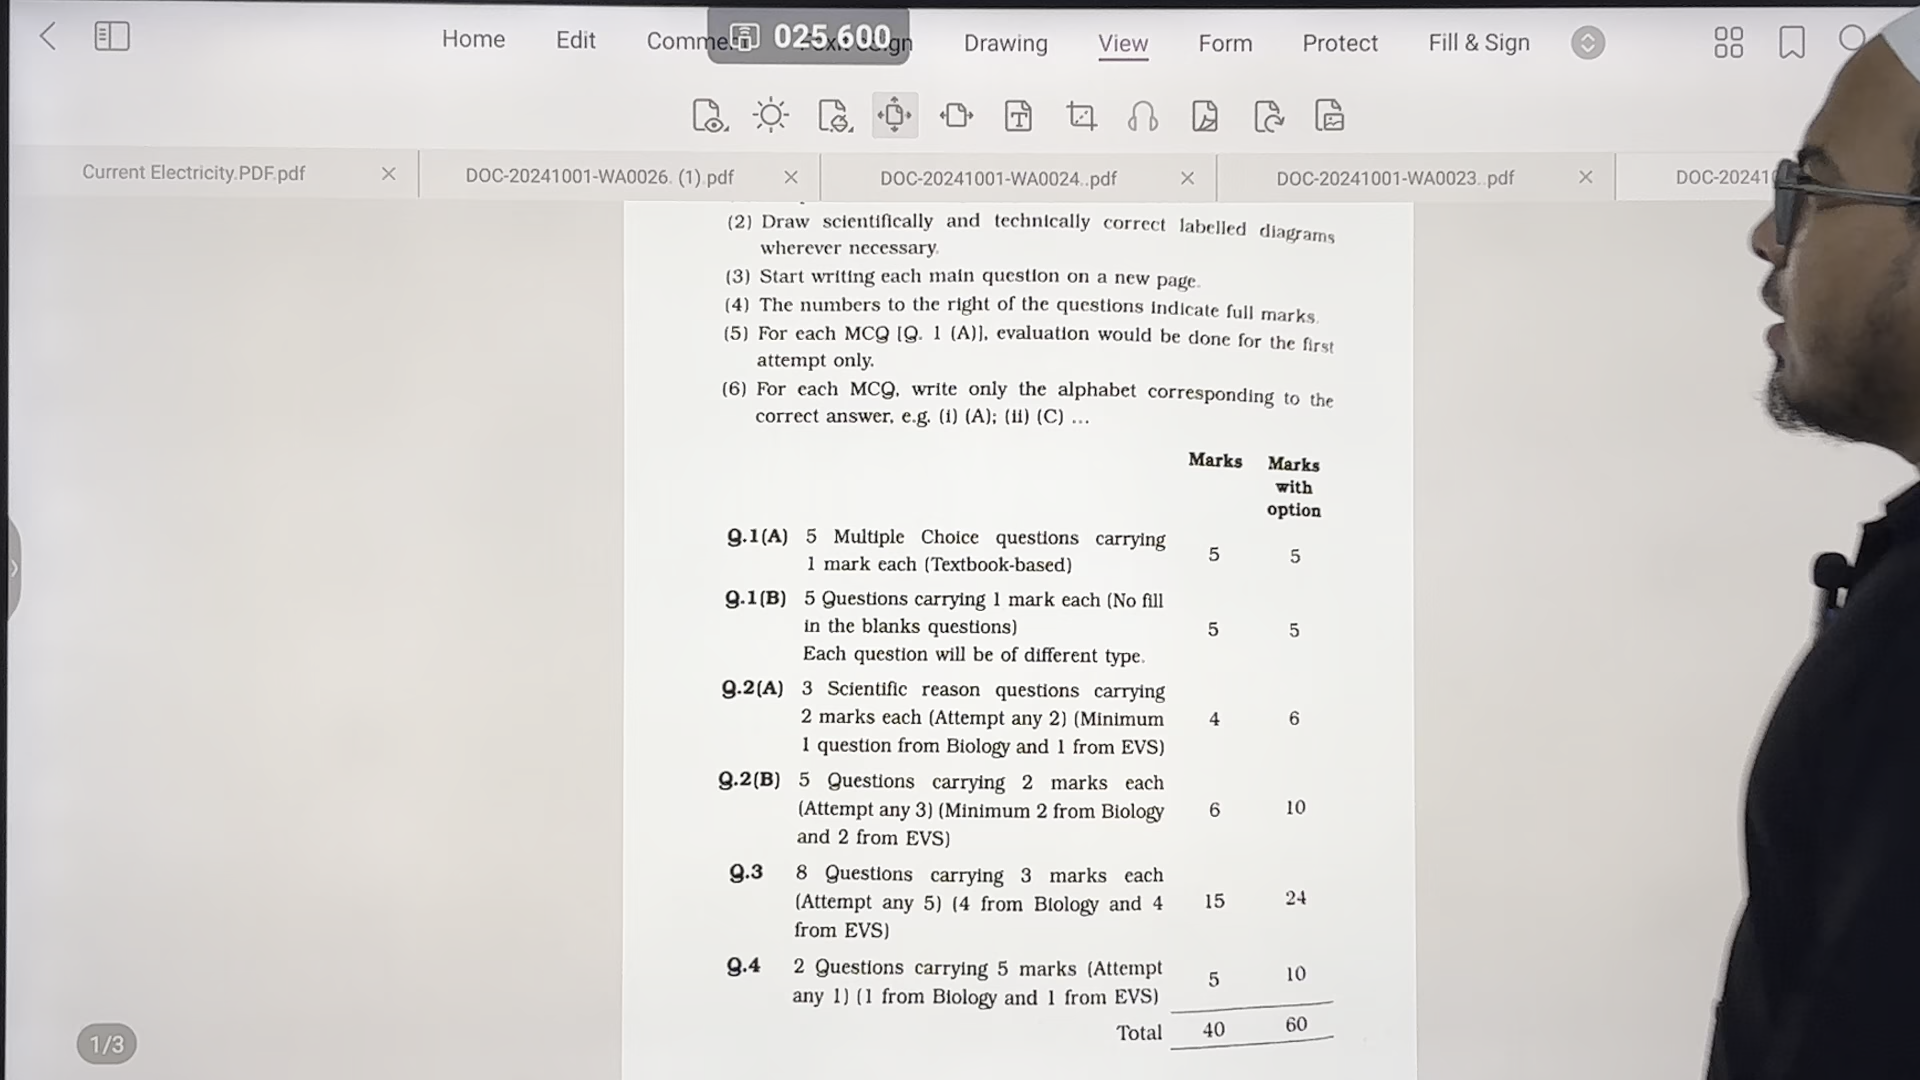 Home Edit Comme 025.600 gn Drawing View Form Protect Fill & Sign
Current Electricity.PDF.pdf
DOC-20241001-WA0026. (1).pdf
DOC-20241001-WA0024..pdf
DOC-20241001-WA0023..pdf
DOC-20241
(2) Draw scientifically and technically correct labelled diagrams
wherever necessary.
(3) Start writing each main question on a new page.
(4) The numbers to the right of the questions indicate full marks.
(5) For each MCQ [Q. 1 (A)], evaluation would be done for the first
attempt only.
(6) For each MCQ, write only the alphabet corresponding to the
correct answer, e.g. (i) (A); (ii) (C) ...
Marks Marks
with
option
Q.1(A) 5 Multiple Choice questions carrying
1 mark each (Textbook-based) 5 5
Q.1(B) 5 Questions carrying 1 mark each (No fill
in the blanks questions) 5 5
Each question will be of different type.
Q.2(A) 3 Scientific reason questions carrying
2 marks each (Attempt any 2) (Minimum 4 6
1 question from Biology and 1 from EVS)
Q.2(B) 5 Questions carrying 2 marks each
(Attempt any 3) (Minimum 2 from Biology 6 10
and 2 from EVS)
Q.3 8 Questions carrying 3 marks each
(Attempt any 5) (4 from Biology and 4 15 24
from EVS)
Q.4 2 Questions carrying 5 marks (Attempt 5 10
any 1) (1 from Biology and 1 from EVS)
Total 40 60
1/3